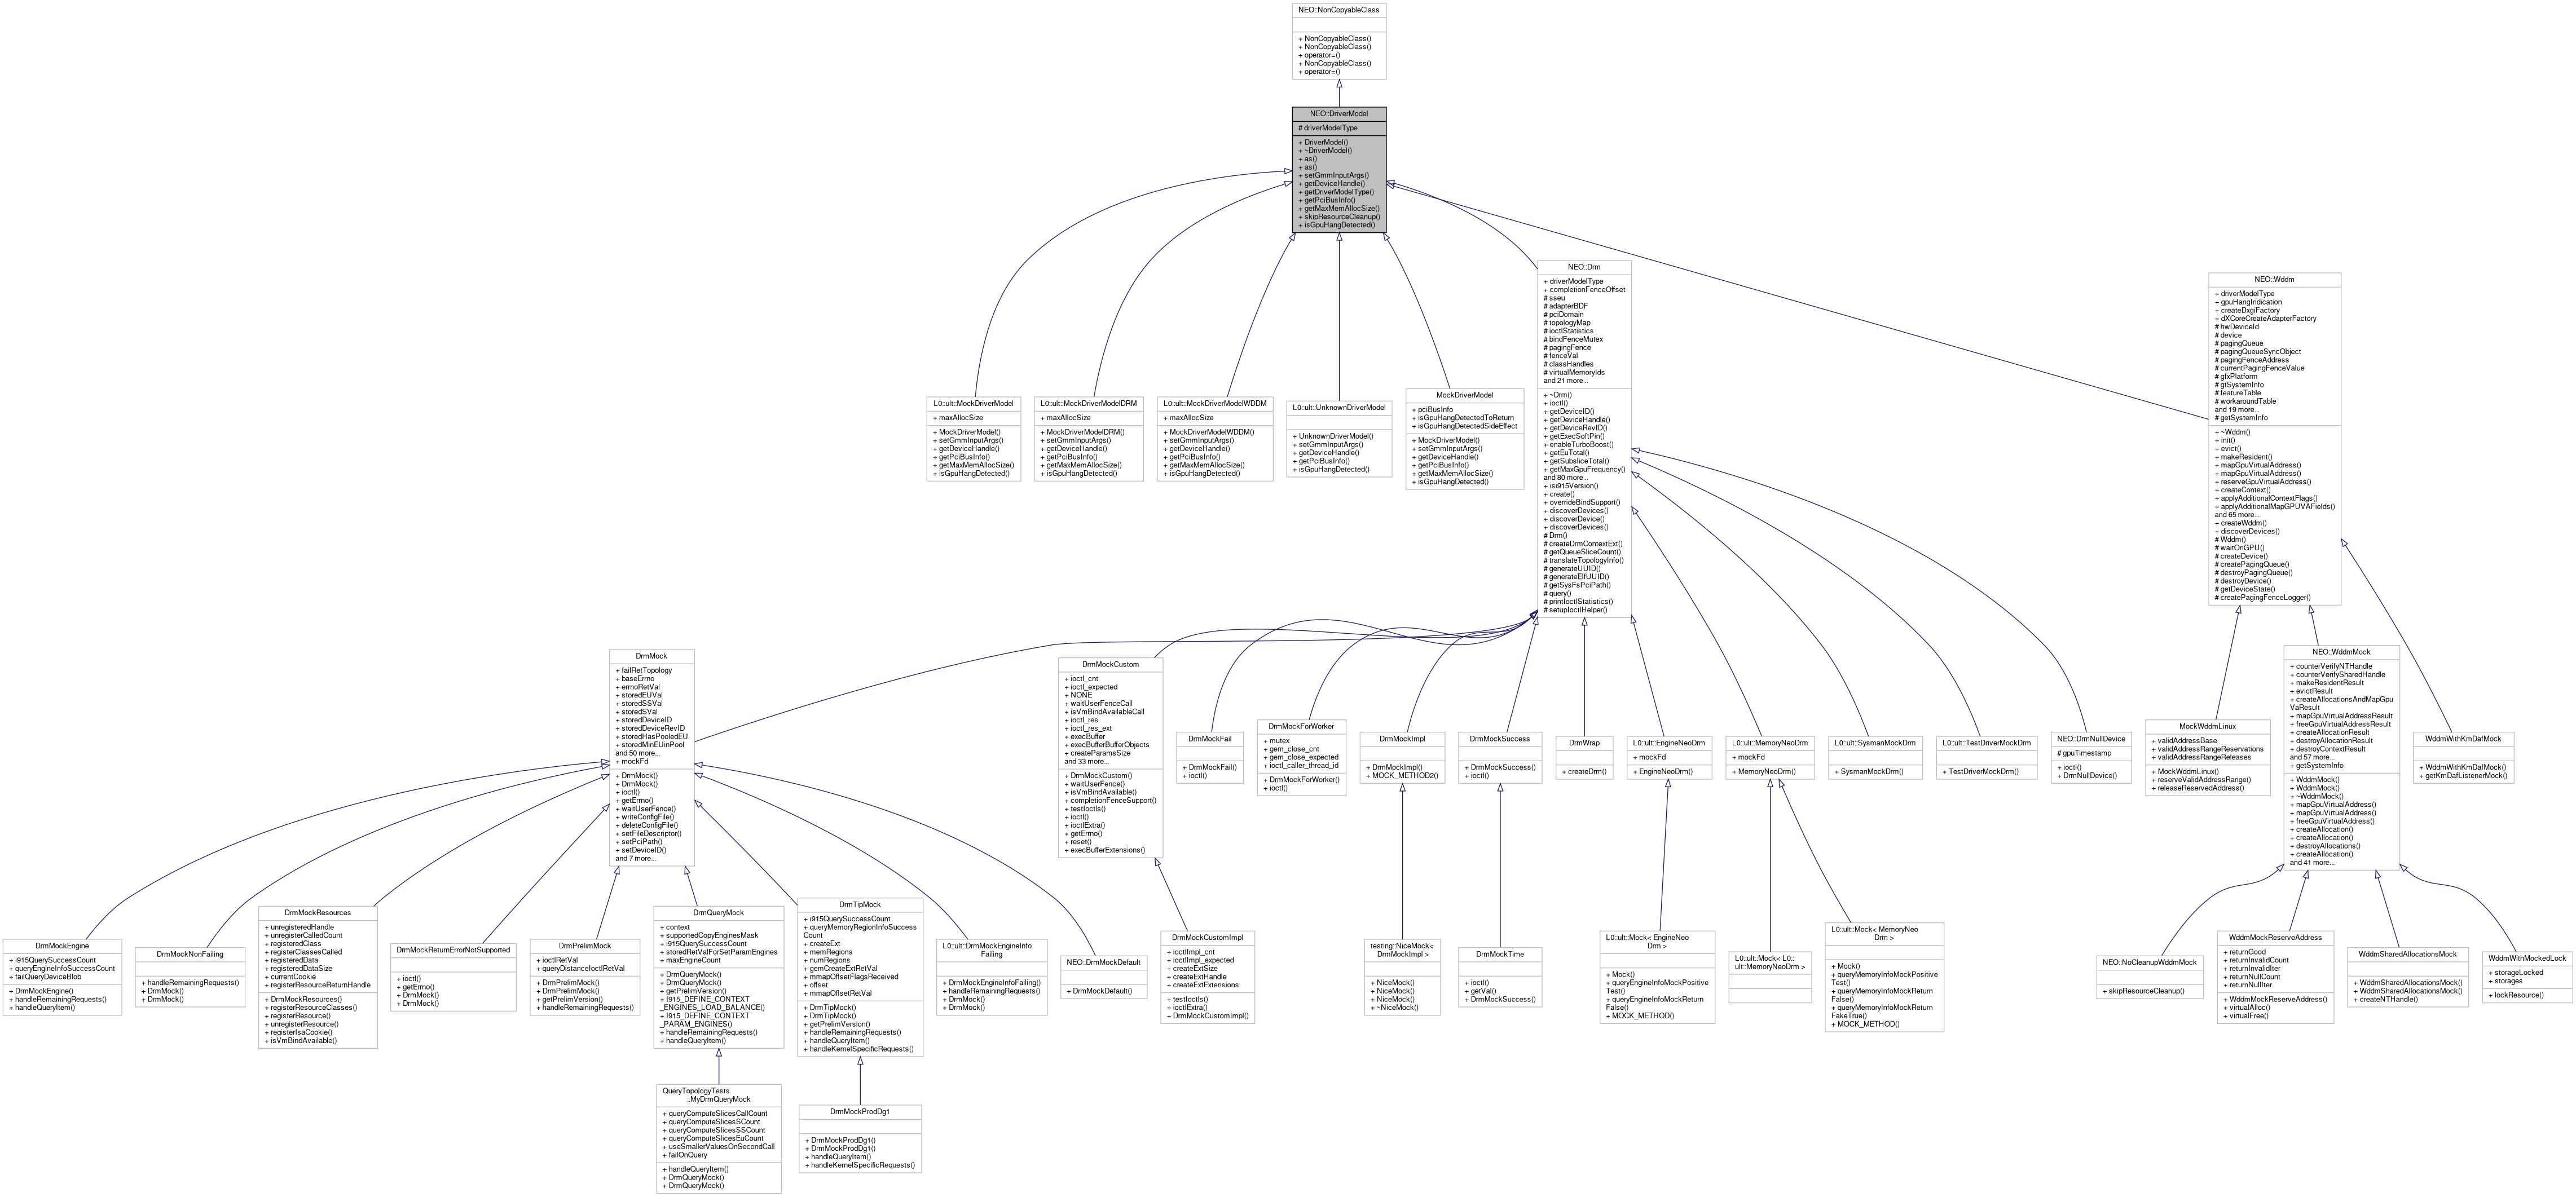 NEO::NonCopyableClass
+ NonCopyableClass()
+ NonCopyableClass()
+ operator=()
+ NonCopyableClass()
+ operator=()
NEO::DriverModel
# driverModelType
+ DriverModel()
+ ~DriverModel()
+ as()
+ as()
+ setGmmInputArgs()
+ getDeviceHandle()
+ getDriverModelType()
+ getPciBusInfo()
+ getMaxMemAllocSize()
+ skipResourceCleanup()
+ isGpuHangDetected()
L0::ult::MockDriverModel
+ maxAllocSize
+ MockDriverModel()
+ setGmmInputArgs()
+ getDeviceHandle()
+ getPciBusInfo()
+ getMaxMemAllocSize()
+ isGpuHangDetected()
L0::ult::MockDriverModelDRM
+ maxAllocSize
+ MockDriverModelDRM()
+ setGmmInputArgs()
+ getDeviceHandle()
+ getPciBusInfo()
+ getMaxMemAllocSize()
+ isGpuHangDetected()
L0::ult::MockDriverModelWDDM
+ maxAllocSize
+ MockDriverModelWDDM()
+ setGmmInputArgs()
+ getDeviceHandle()
+ getPciBusInfo()
+ getMaxMemAllocSize()
+ isGpuHangDetected()
L0::ult::UnknownDriverModel
+ UnknownDriverModel()
+ setGmmInputArgs()
+ getDeviceHandle()
+ getPciBusInfo()
+ isGpuHangDetected()
MockDriverModel
+ pciBusInfo
+ isGpuHangDetectedToReturn
+ isGpuHangDetectedSideEffect
+ MockDriverModel()
+ setGmmInputArgs()
+ getDeviceHandle()
+ getPciBusInfo()
+ getMaxMemAllocSize()
+ isGpuHangDetected()
NEO::Drm
+ driverModelType
+ completionFenceOffset
# sseu
# adapterBDF
# pciDomain
# topologyMap
# ioctlStatistics
# bindFenceMutex
# pagingFence
# fenceVal
# classHandles
# virtualMemoryIds
and 21 more...
+ ~Drm()
+ ioctl()
+ getDeviceID()
+ getDeviceHandle()
+ getDeviceRevID()
+ getExecSoftPin()
+ enableTurboBoost()
+ getEuTotal()
+ getSubsliceTotal()
+ getMaxGpuFrequency()
and 80 more...
+ isi915Version()
+ create()
+ overrideBindSupport()
+ discoverDevices()
+ discoverDevice()
+ discoverDevices()
# Drm()
# createDrmContextExt()
# getQueueSliceCount()
# translateTopologyInfo()
# generateUUID()
# generateElfUUID()
# getSysFsPciPath()
# query()
# printIoctlStatistics()
# setupIoctlHelper()
NEO::Wddm
+ driverModelType
+ gpuHangIndication
+ createDxgiFactory
+ dXCoreCreateAdapterFactory
# hwDeviceId
# device
# pagingQueue
# pagingQueueSyncObject
# pagingFenceAddress
# currentPagingFenceValue
# gfxPlatform
# gtSystemInfo
# featureTable
# workaroundTable
and 19 more...
# getSystemInfo
+ ~Wddm()
+ init()
+ evict()
+ makeResident()
+ mapGpuVirtualAddress()
+ mapGpuVirtualAddress()
+ reserveGpuVirtualAddress()
+ createContext()
+ applyAdditionalContextFlags()
+ applyAdditionalMapGPUVAFields()
and 65 more...
+ createWddm()
+ discoverDevices()
# Wddm()
# waitOnGPU()
# createDevice()
# createPagingQueue()
# destroyPagingQueue()
# destroyDevice()
# getDeviceState()
# createPagingFenceLogger()
DrmMock
+ failRetTopology
+ baseErrno
+ errnoRetVal
+ storedEUVal
+ storedSSVal
+ storedSVal
+ storedDeviceID
+ storedDeviceRevID
+ storedHasPooledEU
+ storedMinEUinPool
and 50 more...
+ mockFd
+ DrmMock()
+ DrmMock()
+ ioctl()
+ getErrno()
+ waitUserFence()
+ writeConfigFile()
+ deleteConfigFile()
+ setFileDescriptor()
+ setPciPath()
+ setDeviceID()
and 7 more...
DrmMockCustom
+ ioctl_cnt
+ ioctl_expected
+ NONE
+ waitUserFenceCall
+ isVmBindAvailableCall
+ ioctl_res
+ ioctl_res_ext
+ execBuffer
+ execBufferBufferObjects
+ createParamsSize
and 33 more...
+ DrmMockCustom()
+ waitUserFence()
+ isVmBindAvailable()
+ completionFenceSupport()
+ testIoctls()
+ ioctl()
+ ioctlExtra()
+ getErrno()
+ reset()
+ execBufferExtensions()
DrmMockFail
+ DrmMockFail()
+ ioctl()
DrmMockForWorker
+ mutex
+ gem_close_cnt
+ gem_close_expected
+ ioctl_caller_thread_id
+ DrmMockForWorker()
+ ioctl()
DrmMockImpl
+ DrmMockImpl()
+ MOCK_METHOD2()
DrmMockSuccess
+ DrmMockSuccess()
+ ioctl()
DrmWrap
+ createDrm()
L0::ult::EngineNeoDrm
+ mockFd
+ EngineNeoDrm()
L0::ult::MemoryNeoDrm
+ mockFd
+ MemoryNeoDrm()
L0::ult::SysmanMockDrm
+ SysmanMockDrm()
L0::ult::TestDriverMockDrm
+ TestDriverMockDrm()
NEO::DrmNullDevice
# gpuTimestamp
+ ioctl()
+ DrmNullDevice()
MockWddmLinux
+ validAddressBase
+ validAddressRangeReservations
+ validAddressRangeReleases
+ MockWddmLinux()
+ reserveValidAddressRange()
+ releaseReservedAddress()
NEO::WddmMock
+ counterVerifyNTHandle
+ counterVerifySharedHandle
+ makeResidentResult
+ evictResult
+ createAllocationsAndMapGpu
VaResult
+ mapGpuVirtualAddressResult
+ freeGpuVirtualAddressResult
+ createAllocationResult
+ destroyAllocationResult
+ destroyContextResult
and 57 more...
+ getSystemInfo
+ WddmMock()
+ WddmMock()
+ ~WddmMock()
+ mapGpuVirtualAddress()
+ mapGpuVirtualAddress()
+ freeGpuVirtualAddress()
+ createAllocation()
+ createAllocation()
+ destroyAllocations()
+ createAllocation()
and 41 more...
WddmWithKmDafMock
+ WddmWithKmDafMock()
+ getKmDafListenerMock()
DrmMockEngine
+ i915QuerySuccessCount
+ queryEngineInfoSuccessCount
+ failQueryDeviceBlob
+ DrmMockEngine()
+ handleRemainingRequests()
+ handleQueryItem()
DrmMockNonFailing
+ handleRemainingRequests()
+ DrmMock()
+ DrmMock()
DrmMockResources
+ unregisteredHandle
+ unregisterCalledCount
+ registeredClass
+ registerClassesCalled
+ registeredData
+ registeredDataSize
+ currentCookie
+ registerResourceReturnHandle
+ DrmMockResources()
+ registerResourceClasses()
+ registerResource()
+ unregisterResource()
+ registerIsaCookie()
+ isVmBindAvailable()
DrmMockReturnErrorNotSupported
+ ioctl()
+ getErrno()
+ DrmMock()
+ DrmMock()
DrmPrelimMock
+ ioctlRetVal
+ queryDistanceIoctlRetVal
+ DrmPrelimMock()
+ DrmPrelimMock()
+ getPrelimVersion()
+ handleRemainingRequests()
DrmQueryMock
+ context
+ supportedCopyEnginesMask
+ i915QuerySuccessCount
+ storedRetValForSetParamEngines
+ maxEngineCount
+ DrmQueryMock()
+ DrmQueryMock()
+ getPrelimVersion()
+ I915_DEFINE_CONTEXT
_ENGINES_LOAD_BALANCE()
+ I915_DEFINE_CONTEXT
_PARAM_ENGINES()
+ handleRemainingRequests()
+ handleQueryItem()
DrmTipMock
+ i915QuerySuccessCount
+ queryMemoryRegionInfoSuccess
Count
+ createExt
+ memRegions
+ numRegions
+ gemCreateExtRetVal
+ mmapOffsetFlagsReceived
+ offset
+ mmapOffsetRetVal
+ DrmTipMock()
+ DrmTipMock()
+ getPrelimVersion()
+ handleRemainingRequests()
+ handleQueryItem()
+ handleKernelSpecificRequests()
L0::ult::DrmMockEngineInfo
Failing
+ DrmMockEngineInfoFailing()
+ handleRemainingRequests()
+ DrmMock()
+ DrmMock()
NEO::DrmMockDefault
+ DrmMockDefault()
DrmMockCustomImpl
+ ioctlImpl_cnt
+ ioctlImpl_expected
+ createExtSize
+ createExtHandle
+ createExtExtensions
+ testIoctls()
+ ioctlExtra()
+ DrmMockCustomImpl()
testing::NiceMock<
DrmMockImpl >
+ NiceMock()
+ NiceMock()
+ NiceMock()
+ ~NiceMock()
DrmMockTime
+ ioctl()
+ getVal()
+ DrmMockSuccess()
L0::ult::Mock< EngineNeo
Drm >
+ Mock()
+ queryEngineInfoMockPositive
Test()
+ queryEngineInfoMockReturn
False()
+ MOCK_METHOD()
L0::ult::Mock< L0::
ult::MemoryNeoDrm >
L0::ult::Mock< MemoryNeo
Drm >
+ Mock()
+ queryMemoryInfoMockPositive
Test()
+ queryMemoryInfoMockReturn
False()
+ queryMemoryInfoMockReturn
FakeTrue()
+ MOCK_METHOD()
NEO::NoCleanupWddmMock
+ skipResourceCleanup()
WddmMockReserveAddress
+ returnGood
+ returnInvalidCount
+ returnInvalidIter
+ returnNullCount
+ returnNullIter
+ WddmMockReserveAddress()
+ virtualAlloc()
+ virtualFree()
WddmSharedAllocationsMock
+ WddmSharedAllocationsMock()
+ WddmSharedAllocationsMock()
+ createNTHandle()
WddmWithMockedLock
+ storageLocked
+ storages
+ lockResource()
QueryTopologyTests
::MyDrmQueryMock
+ queryComputeSlicesCallCount
+ queryComputeSlicesSCount
+ queryComputeSlicesSSCount
+ queryComputeSlicesEuCount
+ useSmallerValuesOnSecondCall
+ failOnQuery
+ handleQueryItem()
+ DrmQueryMock()
+ DrmQueryMock()
DrmMockProdDg1
+ DrmMockProdDg1()
+ DrmMockProdDg1()
+ handleQueryItem()
+ handleKernelSpecificRequests()